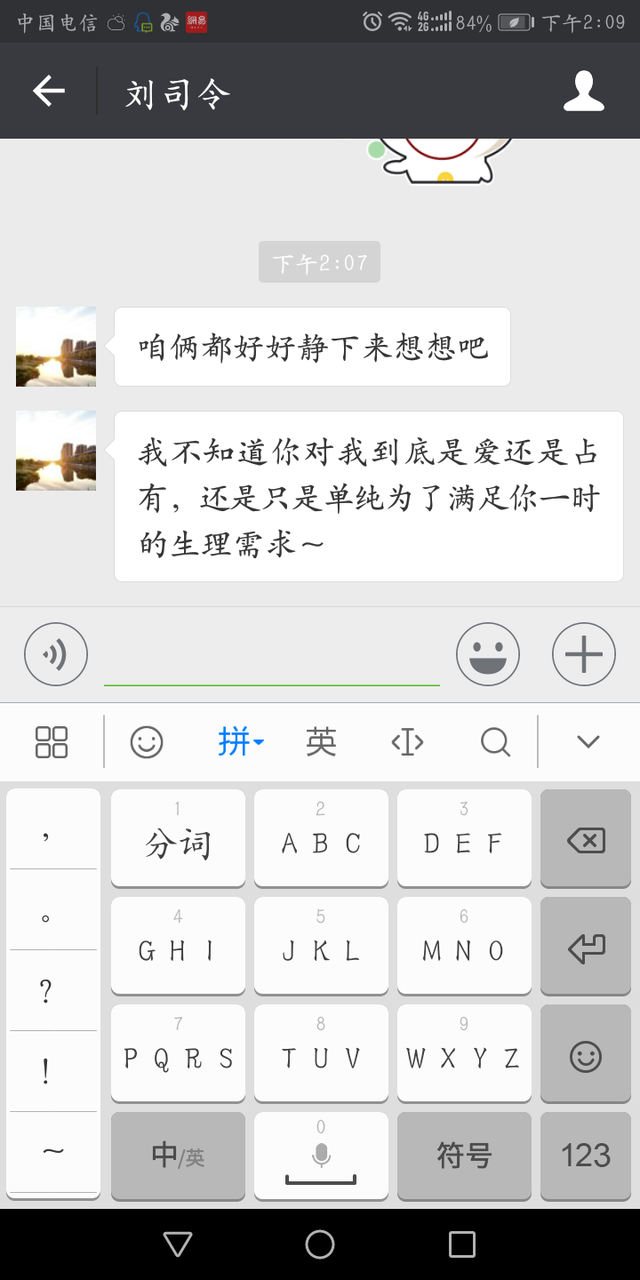 中国电信
網易
4G
2G
84%
下午2:09
刘司令
下午2:07
咱俩都好好静下来想想吧
我不知道你对我到底是爱还是占
有，还是只是单纯为了满足你一时
的生理需求～
拼
英
，
。
?
!
~
1
分词
2
A B C
3
D E F
4
G H I
5
J K L
6
M N O
7
P Q R S
8
T U V
9
W X Y Z
中/英
0
符号
123